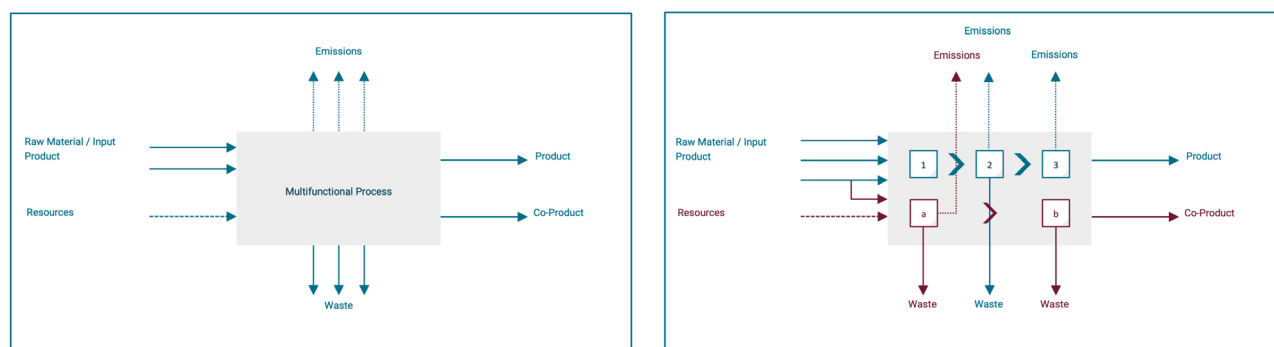 Emissions
Raw Material / Input
Product
Multifunctional Process
Product
Resources
Co-Product
Waste
Emissions
Emissions
Emissions
Raw Material / Input
Product
1
2
3
Product
Resources
a
b
Co-Product
Waste
Waste
Waste